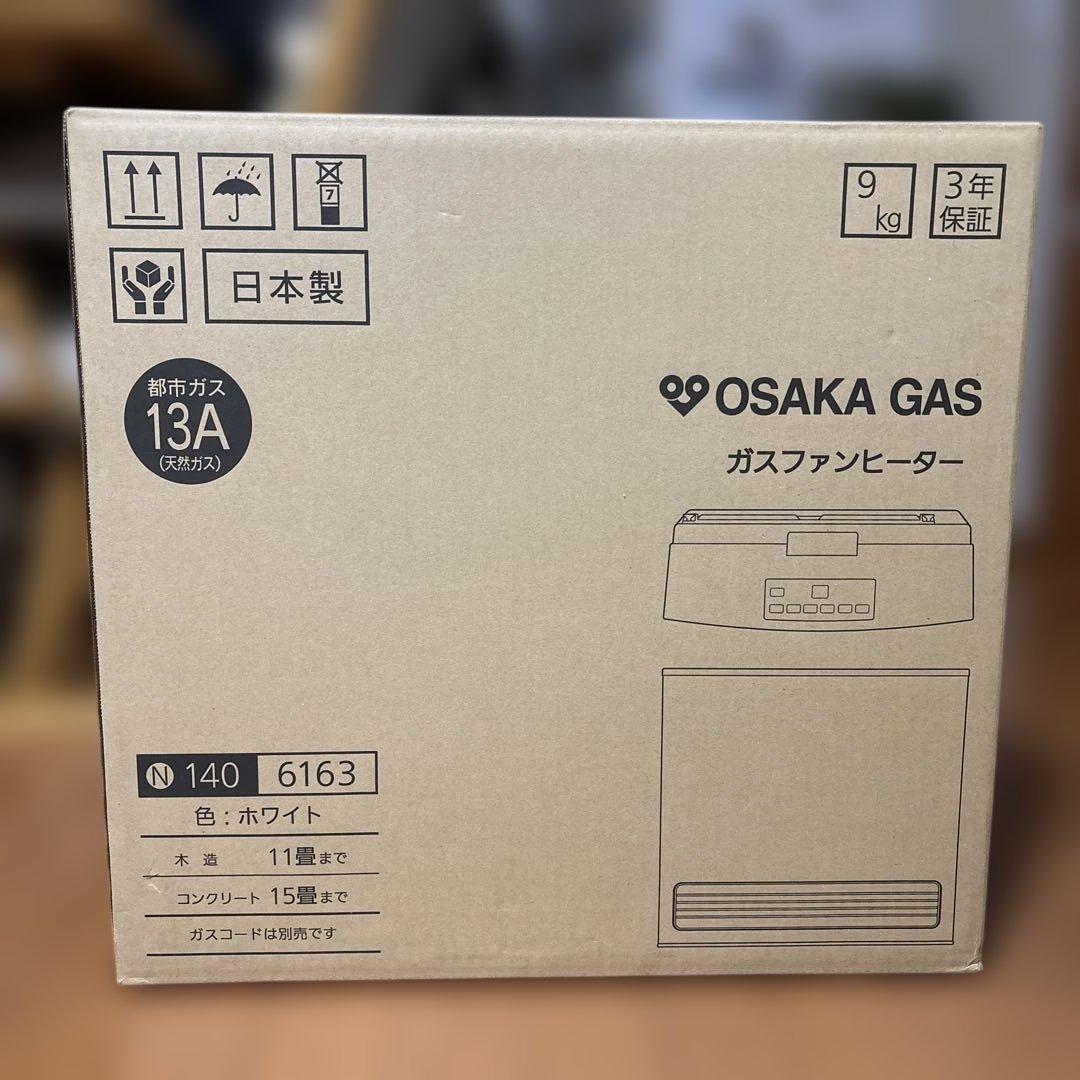 7
9
kg
3年
保証
日本製
都市ガス
13A
(天然ガス)
OSAKA GAS
ガスファンヒーター
N 140 6163
色:ホワイト
木造 11畳まで
コンクリート 15畳まで
ガスコードは別売です